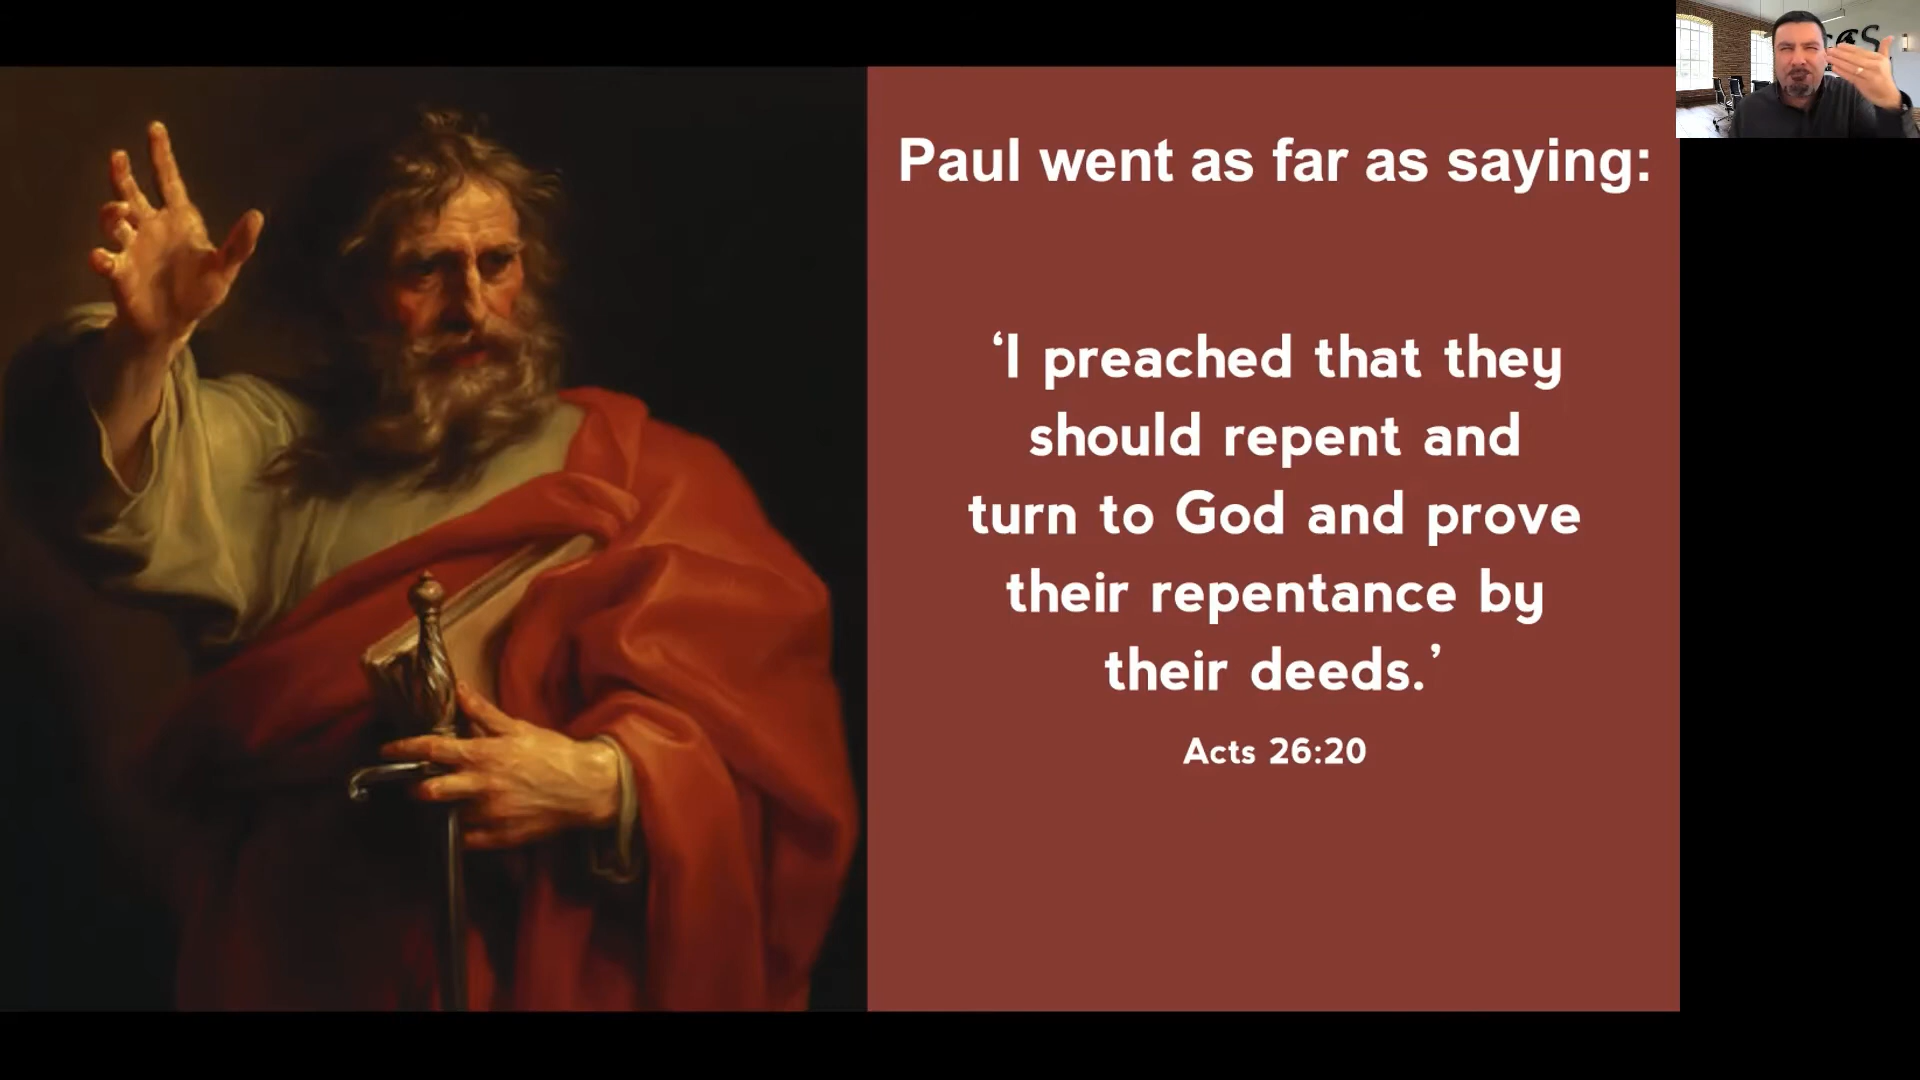 Paul went as far as saying:
‘I preached that they
should repent and
turn to God and prove
their repentance by
their deeds.’
Acts 26:20